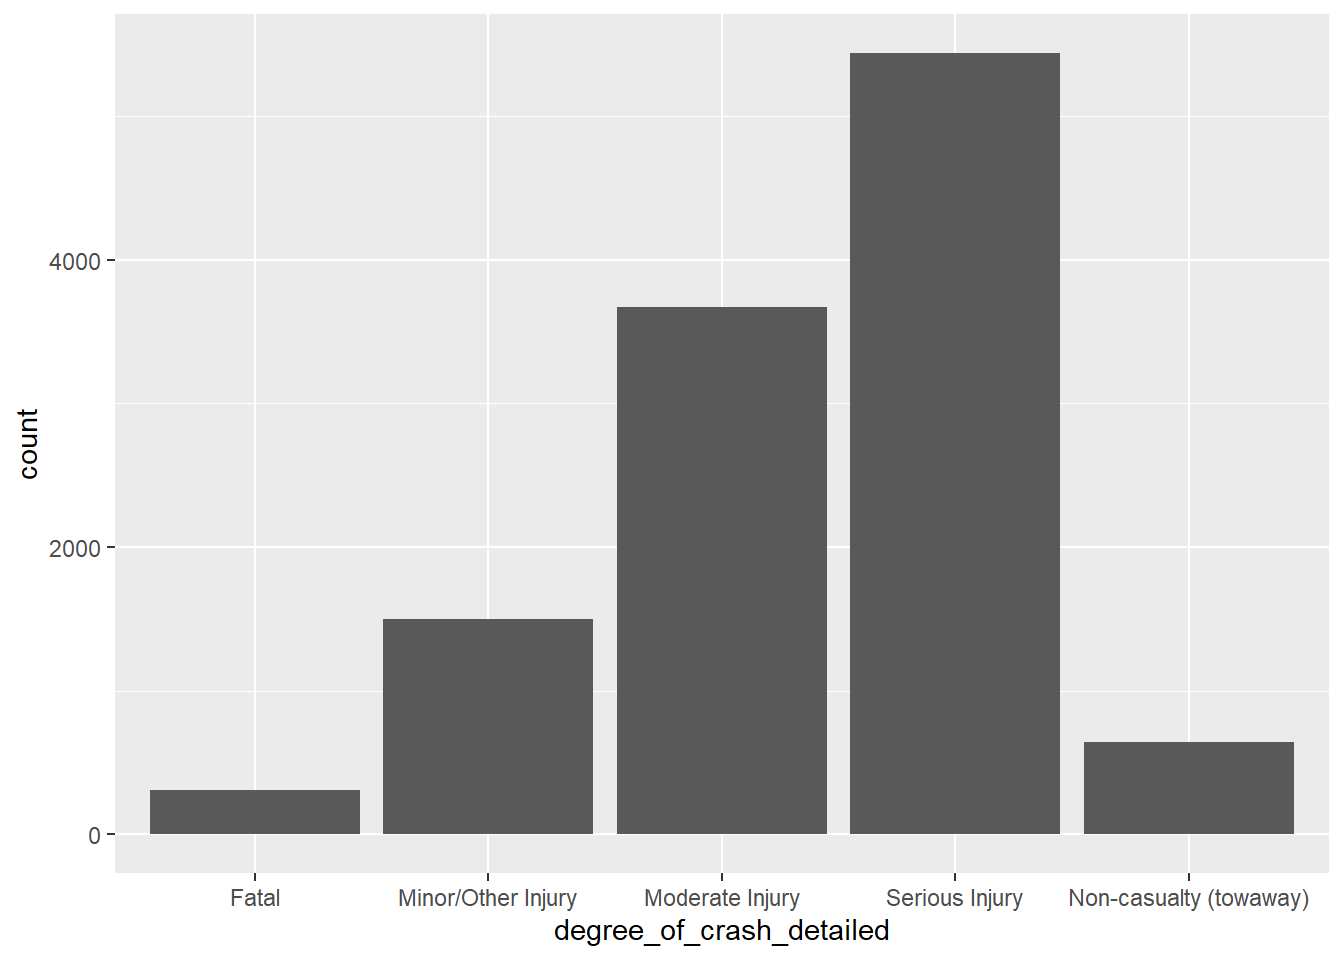 count
4000
2000
0
Fatal
Minor/Other Injury
Moderate Injury
Serious Injury
Non-casualty (towaway)
degree_of_crash_detailed